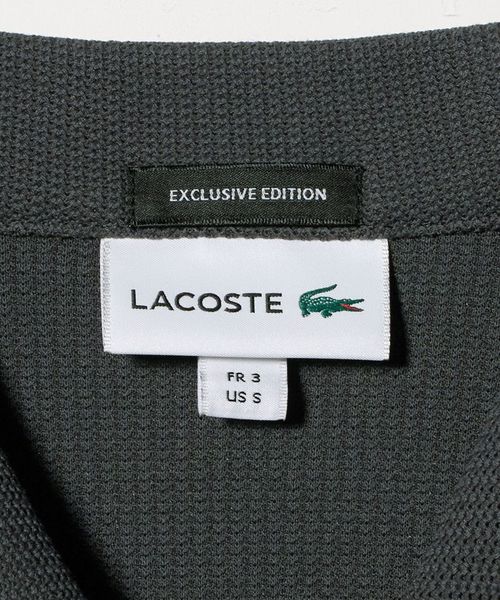 EXCLUSIVE EDITION
LACOSTE
FR 3
US S